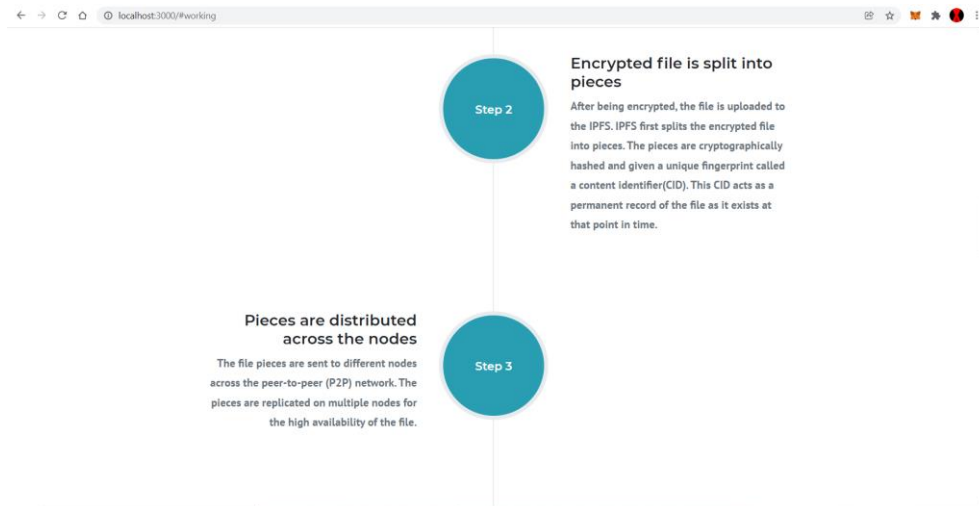 localhost:3000/#working
Step 2
Encrypted file is split into
pieces
After being encrypted, the file is uploaded to
the IPFS. IPFS first splits the encrypted file
into pieces. The pieces are cryptographically
hashed and given a unique fingerprint called
a content identifier(CID). This CID acts as a
permanent record of the file as it exists at
that point in time.
Pieces are distributed
across the nodes
The file pieces are sent to different nodes
across the peer-to-peer (P2P) network. The
pieces are replicated on multiple nodes for
the high availability of the file.
Step 3